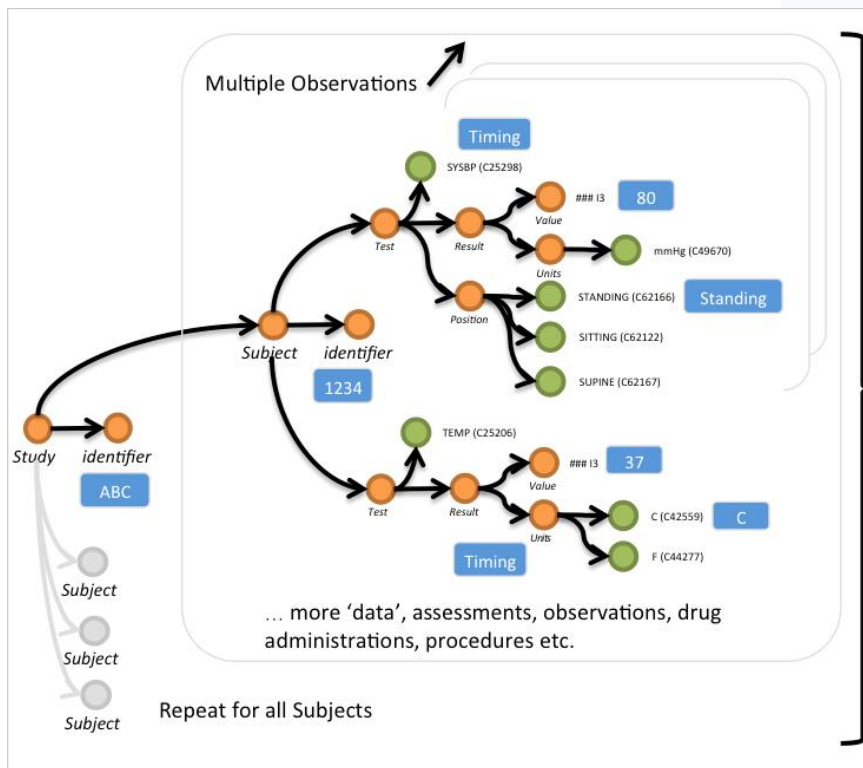 Multiple Observations
Timing
SYSBP (C25298)
### I3
80
Value
Test
Result
mmHg (C49670)
Units
STANDING (C62166)
Standing
Position
SITTING (C62122)
Subject
identifier
1234
SUPINE (C62167)
Study
identifier
ABC
TEMP (C25206)
### I3
37
Value
Test
Result
C (C42559)
C
Units
Timing
F (C44277)
Subject
... more ‘data’, assessments, observations, drug
administrations, procedures etc.
Subject
Subject
Repeat for all Subjects